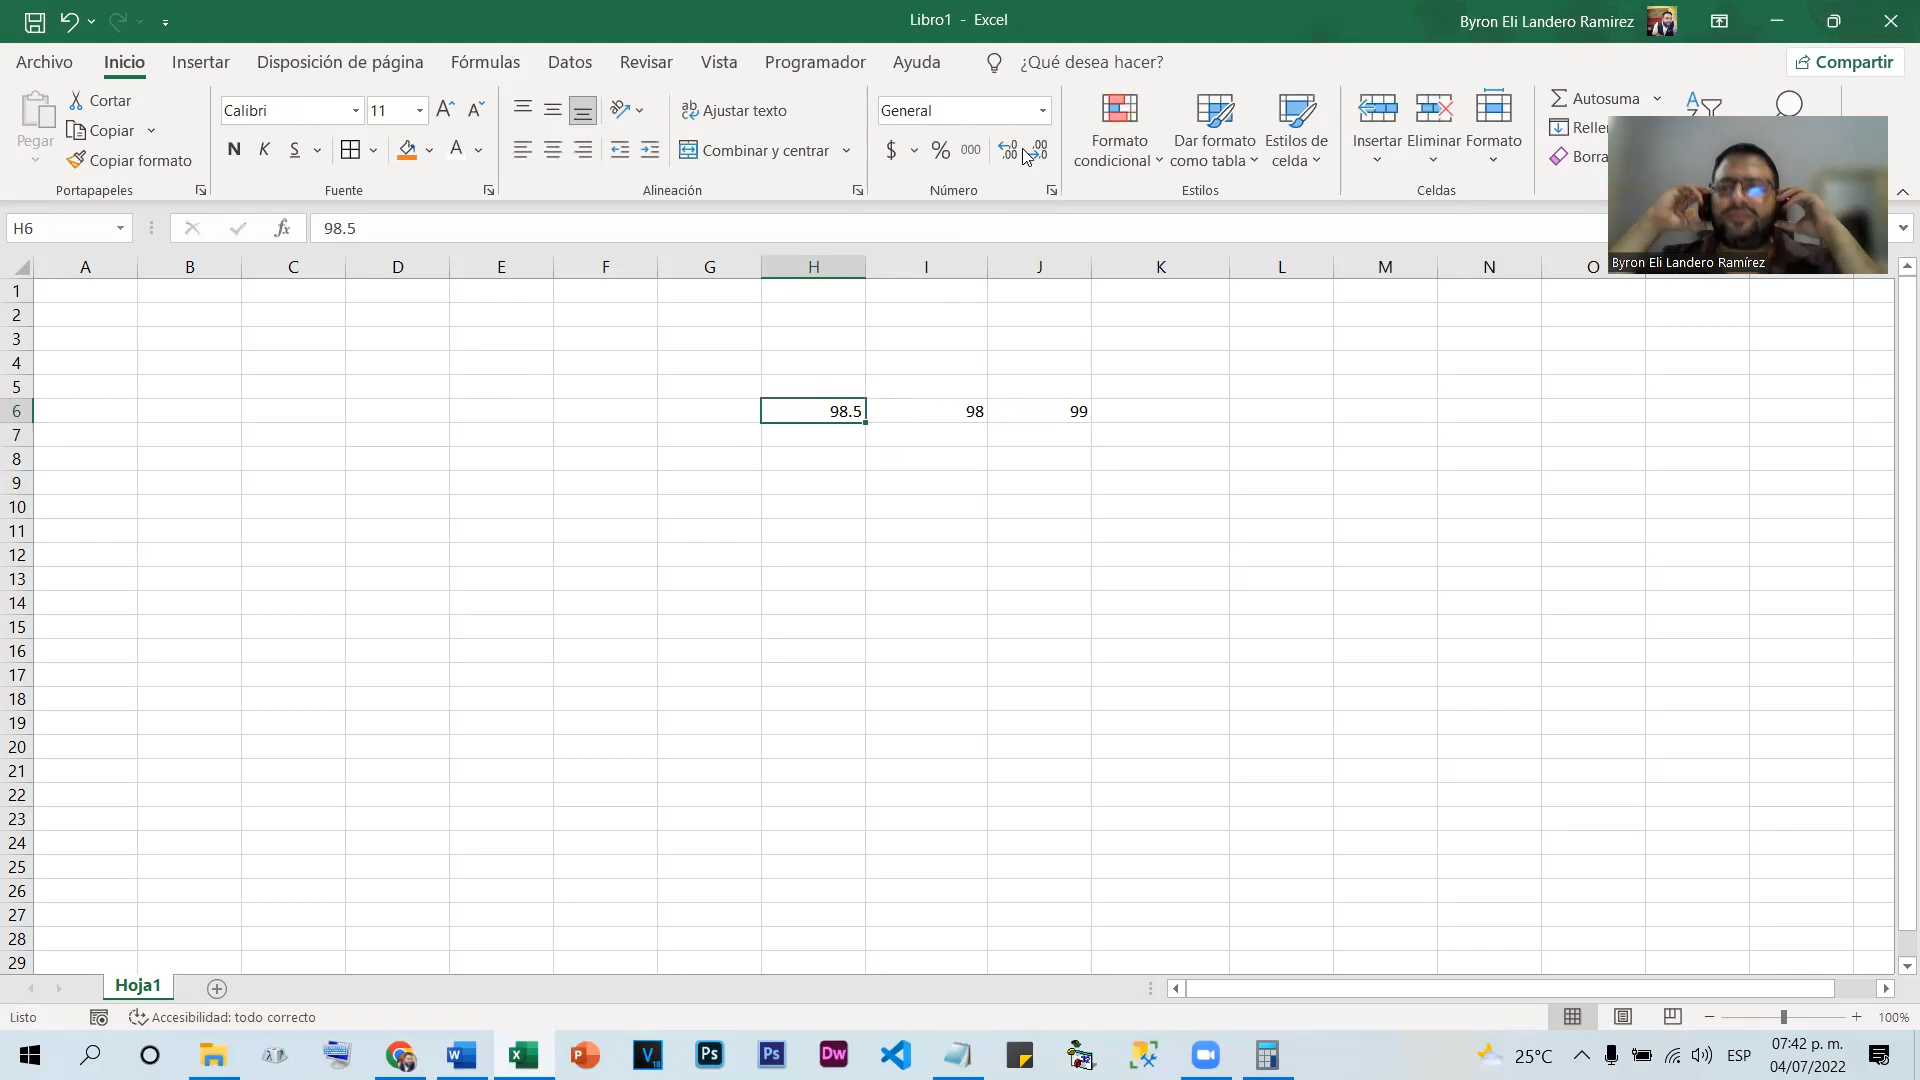 Libro1 - Excel
Byron Eli Landero Ramirez
Archivo
Inicio
Insertar
Disposición de página
Fórmulas
Datos
Revisar
Vista
Programador
Ayuda
¿Qué desea hacer?
Compartir
Pegar
Cortar
Copiar
Copiar formato
Portapapeles
Calibri
11
N K S
A
Fuente
Ajustar texto
Combinar y centrar
Alineación
General
$ % 000
Número
Formato
condicional
Dar formato
como tabla
Estilos de
celda
Estilos
Insertar
Eliminar
Formato
Celdas
Autosuma
Relle
Borra
H6
fx
98.5
Byron Eli Landero Ramírez
A B C D E F G H I J K L M N O
1
2
3
4
5
6 98.5 98 99
7
8
9
10
11
12
13
14
15
16
17
18
19
20
21
22
23
24
25
26
27
28
29
Hoja1
Listo
Accesibilidad: todo correcto
100%
25°C
ESP
07:42 p. m.
04/07/2022